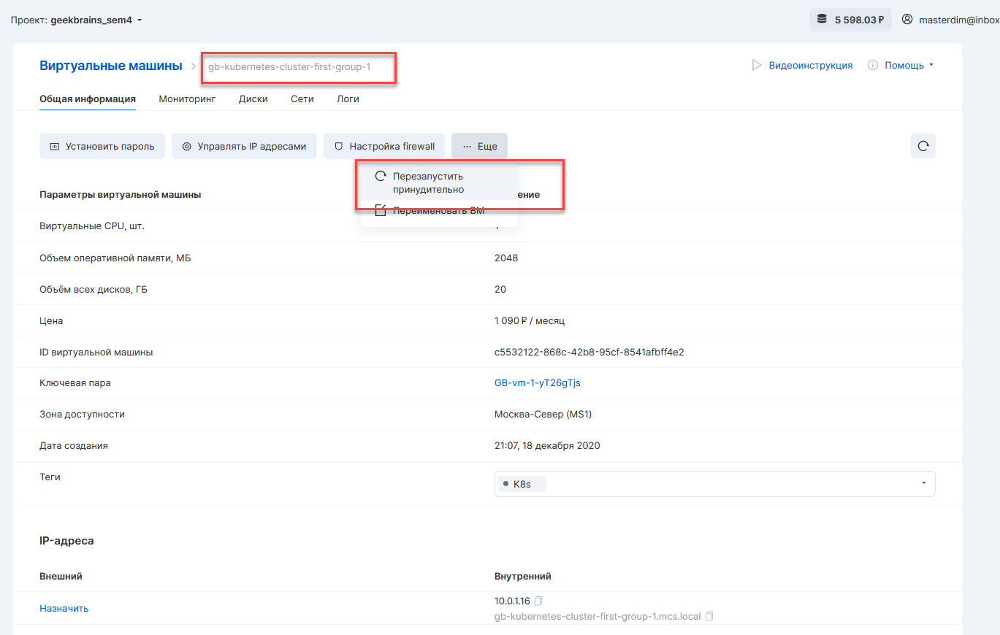 Проект: geekbrains_sem4
5 598.03 ₽
masterdim@inbox
Виртуальные машины
gb-kubernetes-cluster-first-group-1
Видеоинструкция
Помощь
Общая информация
Мониторинг
Диски
Сети
Логи
Установить пароль
Управлять IP адресами
Настройка firewall
Еще
Перезапустить
принудительно
Переименовать ВМ
Параметры виртуальной машины
ение
Виртуальные CPU, шт.
Объем оперативной памяти, МБ
2048
Объём всех дисков, ГБ
20
Цена
1 090 ₽ / месяц
ID виртуальной машины
c5532122-868c-42b8-95cf-8541afbff4e2
Ключевая пара
GB-vm-1-yT26gTjs
Зона доступности
Москва-Север (MS1)
Дата создания
21:07, 18 декабря 2020
Теги
K8s
IP-адреса
Внешний
Внутренний
Назначить
10.0.1.16
gb-kubernetes-cluster-first-group-1.mcs.local